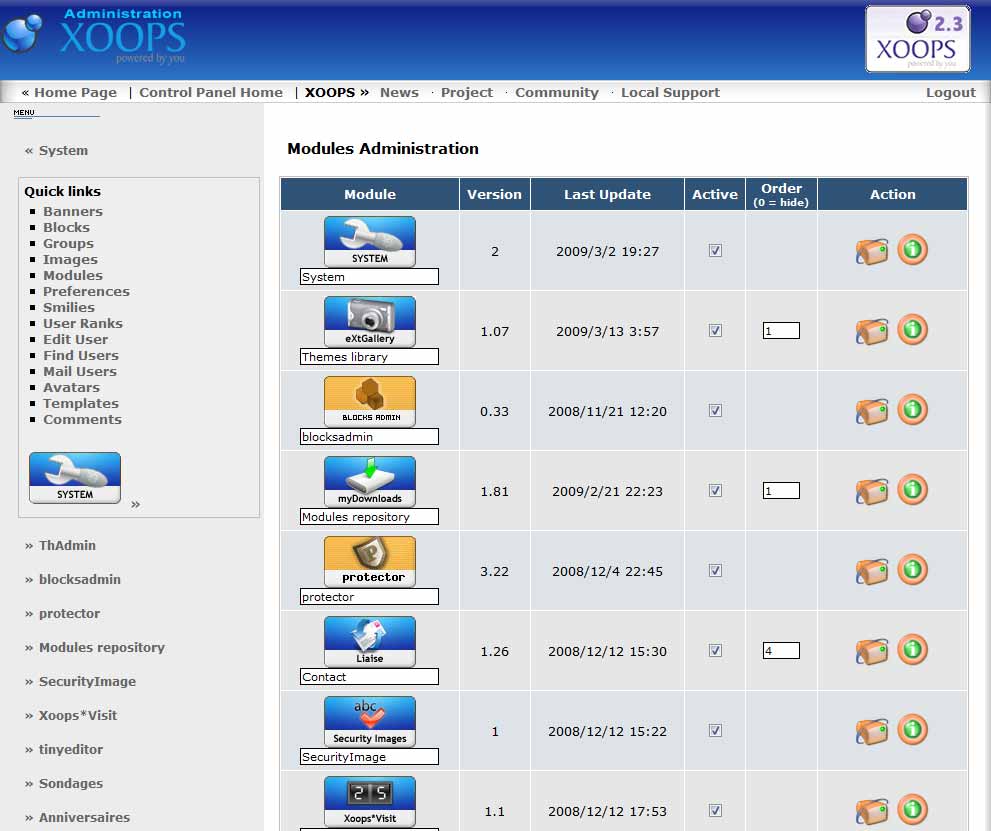 Administration
XOOPS
powered by you
2.3
XOOPS
powered by you
« Home Page | Control Panel Home | XOOPS » News · Project · Community · Local Support Logout
MENU
« System
Quick links
Banners
Blocks
Groups
Images
Modules
Preferences
Smilies
User Ranks
Edit User
Find Users
Mail Users
Avatars
Templates
Comments
SYSTEM
»
» ThAdmin
» blocksadmin
» protector
» Modules repository
» SecurityImage
» Xoops*Visit
» tinyeditor
» Sondages
» Anniversaires
Modules Administration
Module Version Last Update Active Order Action
(0 = hide)
SYSTEM
System
2 2009/3/2 19:27
eXtGallery
Themes library
1.07 2009/3/13 3:57 1
BLOCKS ADMIN
blocksadmin
0.33 2008/11/21 12:20
myDownloads
Modules repository
1.81 2009/2/21 22:23 1
protector
protector
3.22 2008/12/4 22:45
Liaise
Contact
1.26 2008/12/12 15:30 4
abc
Security Images
SecurityImage
1 2008/12/12 15:22
2 5
Xoops*Visit
1.1 2008/12/12 17:53